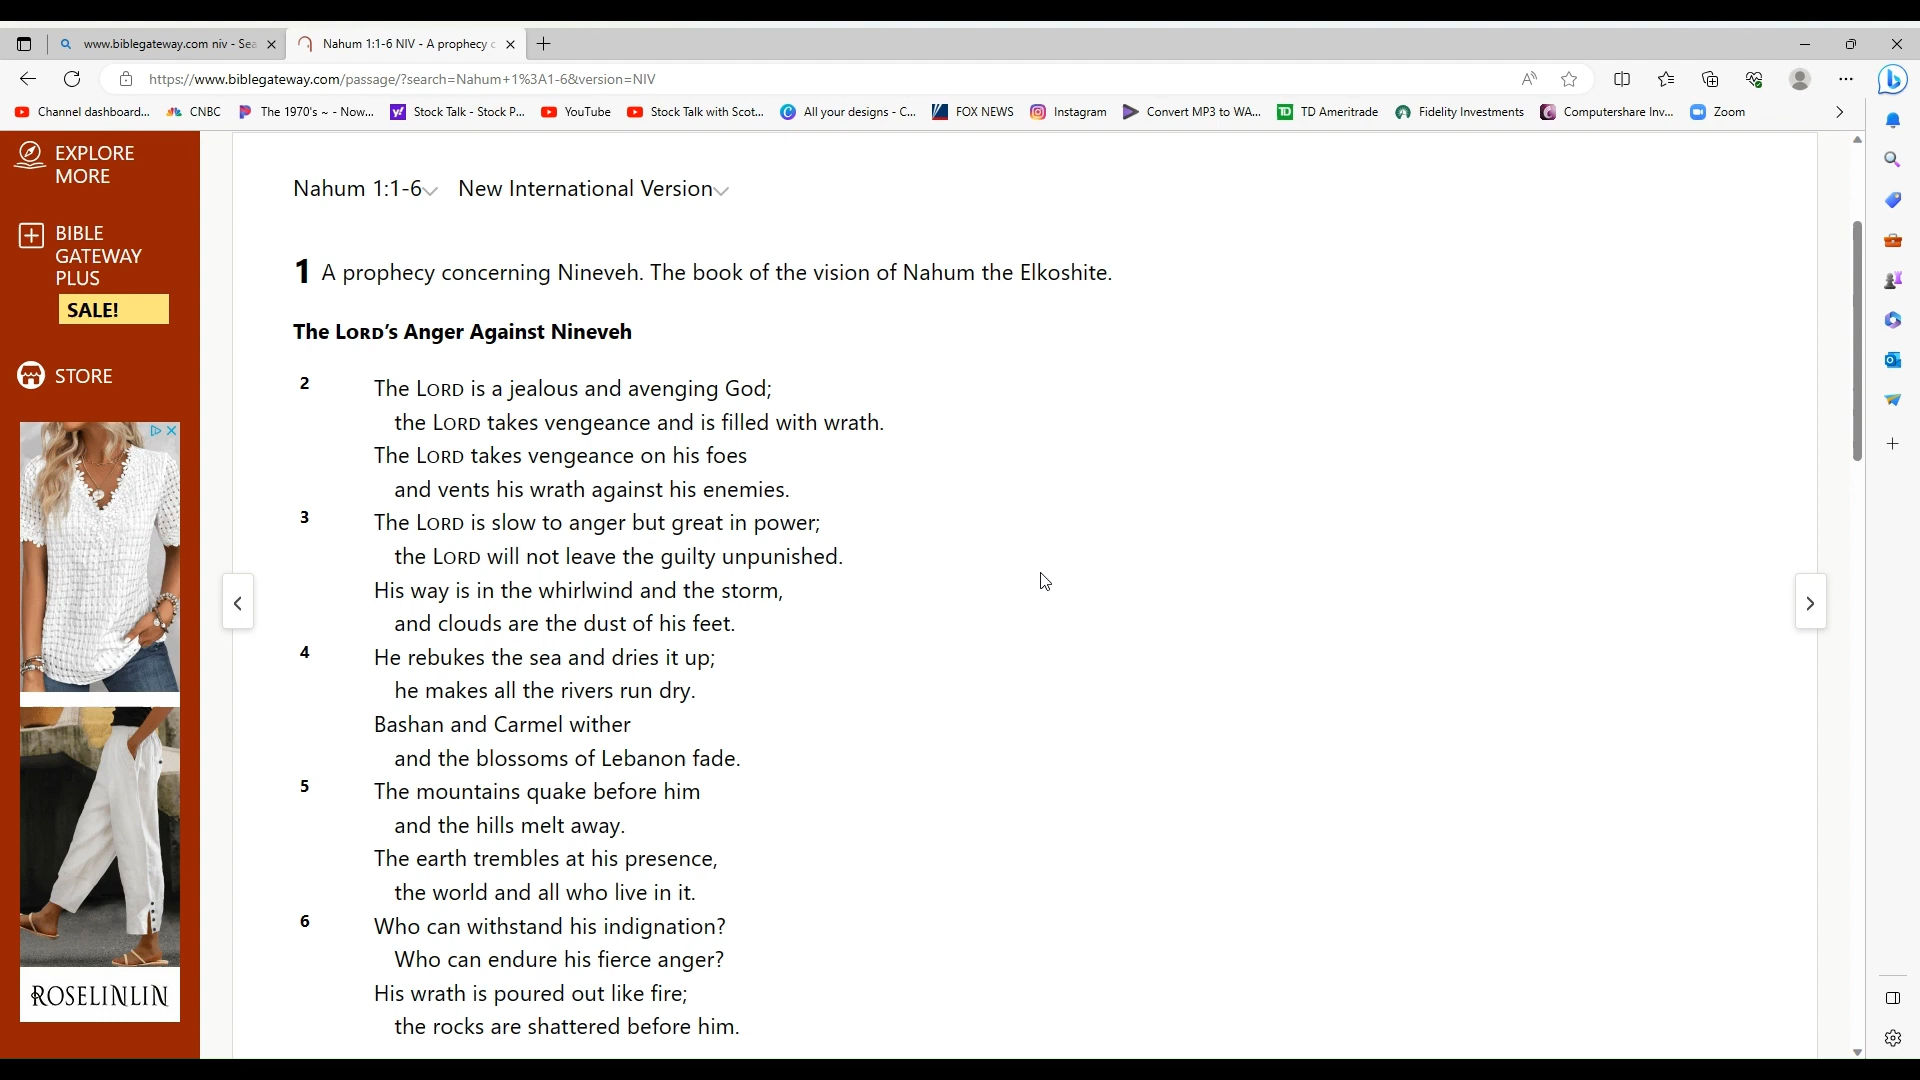 www.biblegateway.com niv - Sea
Nahum 1:1-6 NIV - A prophecy c
https://www.biblegateway.com/passage/?search=Nahum+1%3A1-6&version=NIV
Channel dashboard...
CNBC
The 1970's ~ - Now...
Stock Talk - Stock P...
YouTube
Stock Talk with Scot...
All your designs - C...
FOX NEWS
Instagram
Convert MP3 to WA...
TD Ameritrade
Fidelity Investments
Computershare Inv...
Zoom
EXPLORE
MORE
BIBLE
GATEWAY
PLUS
SALE!
STORE
ROSELINLIN
Nahum 1:1-6 New International Version
1 A prophecy concerning Nineveh. The book of the vision of Nahum the Elkoshite.
The LORD's Anger Against Nineveh
2 The LORD is a jealous and avenging God;
the LORD takes vengeance and is filled with wrath.
The LORD takes vengeance on his foes
and vents his wrath against his enemies.
3 The LORD is slow to anger but great in power;
the LORD will not leave the guilty unpunished.
His way is in the whirlwind and the storm,
and clouds are the dust of his feet.
4 He rebukes the sea and dries it up;
he makes all the rivers run dry.
Bashan and Carmel wither
and the blossoms of Lebanon fade.
5 The mountains quake before him
and the hills melt away.
The earth trembles at his presence,
the world and all who live in it.
6 Who can withstand his indignation?
Who can endure his fierce anger?
His wrath is poured out like fire;
the rocks are shattered before him.